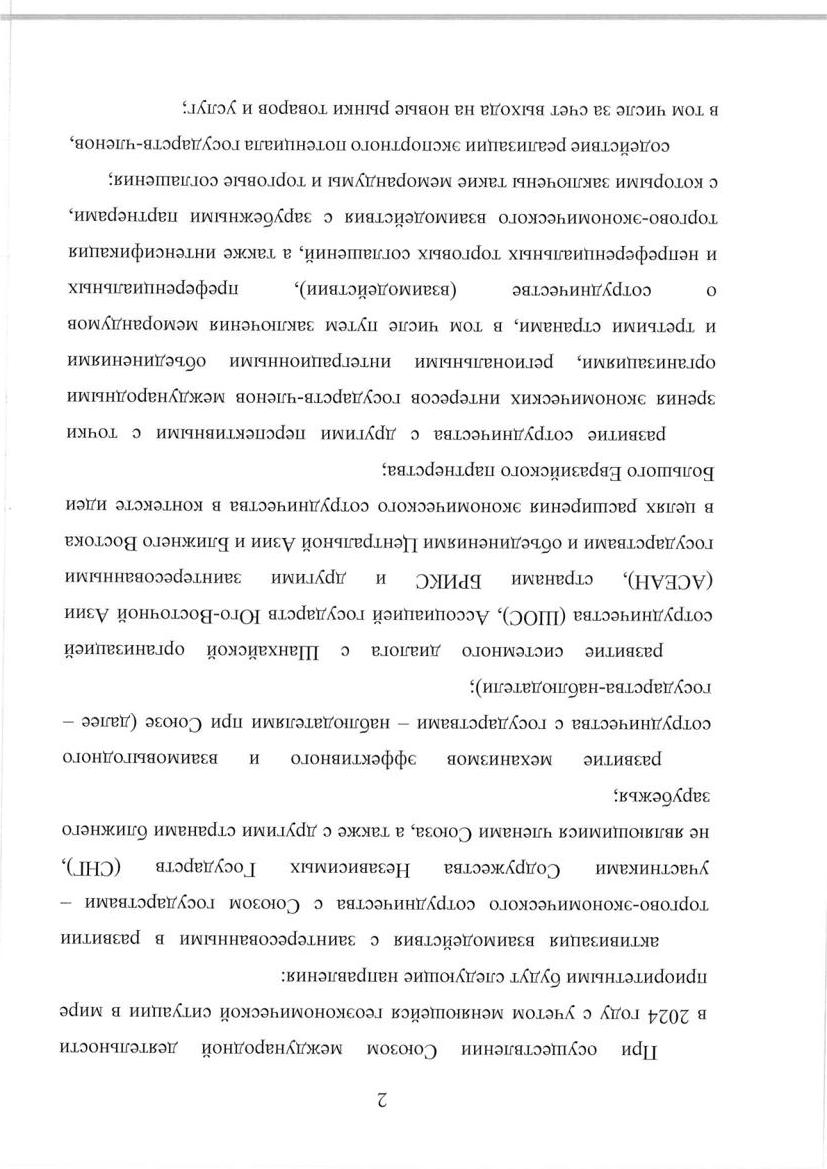 2
При осуществлении Союзом международной деятельности
в 2024 году с учетом меняющейся геоэкономической ситуации в мире
приоритетными будут следующие направления:
активизация взаимодействия с заинтересованными в развитии
торгово-экономического сотрудничества с Союзом государствами –
участниками Содружества Независимых Государств (СНГ),
не являющимися членами Союза, а также с другими странами ближнего
зарубежья;
развитие механизмов эффективного и взаимовыгодного
сотрудничества с государствами – наблюдателями при Союзе (далее –
государства-наблюдатели);
развитие системного диалога с Шанхайской организацией
сотрудничества (ШОС), Ассоциацией государств Юго-Восточной Азии
(АСЕАН), странами БРИКС и другими заинтересованными
государствами и объединениями Центральной Азии и Ближнего Востока
в целях расширения экономического сотрудничества в контексте идеи
Большого Евразийского партнерства;
развитие сотрудничества с другими перспективными с точки
зрения экономических интересов государств-членов международными
организациями, региональными интеграционными объединениями
и третьими странами, в том числе путем заключения меморандумов
о сотрудничестве (взаимодействии), преференциальных
и непреференциальных торговых соглашений, а также интенсификация
торгово-экономического взаимодействия с зарубежными партнерами,
с которыми заключены такие меморандумы и торговые соглашения;
содействие реализации экспортного потенциала государств-членов,
в том числе за счет выхода на новые рынки товаров и услуг;